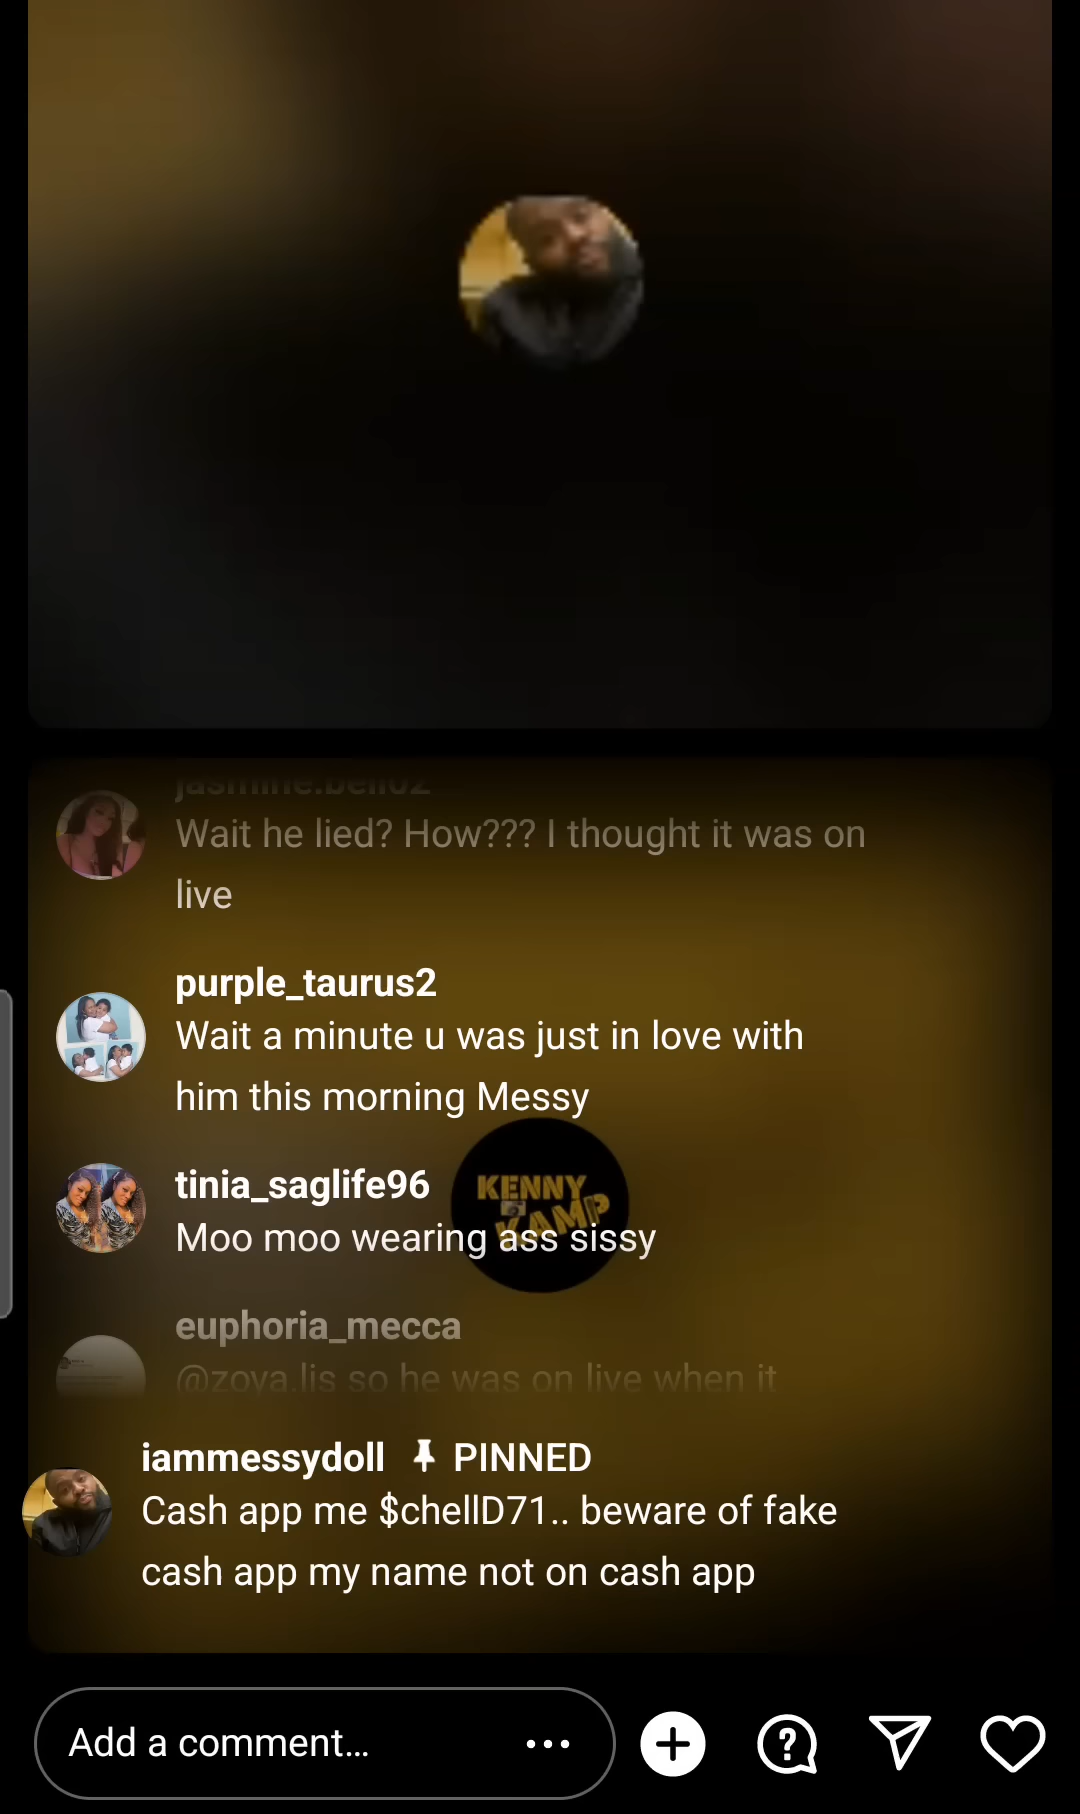 jasmine.bell02
Wait he lied? How??? I thought it was on
live
purple_taurus2
Wait a minute u was just in love with
him this morning Messy
tinia_saglife96
KENNY
KAMP
Moo moo wearing ass sissy
euphoria_mecca
@zoya.lis so he was on live when it
iammessydoll PINNED
Cash app me $chellD71.. beware of fake
cash app my name not on cash app
Add a comment…